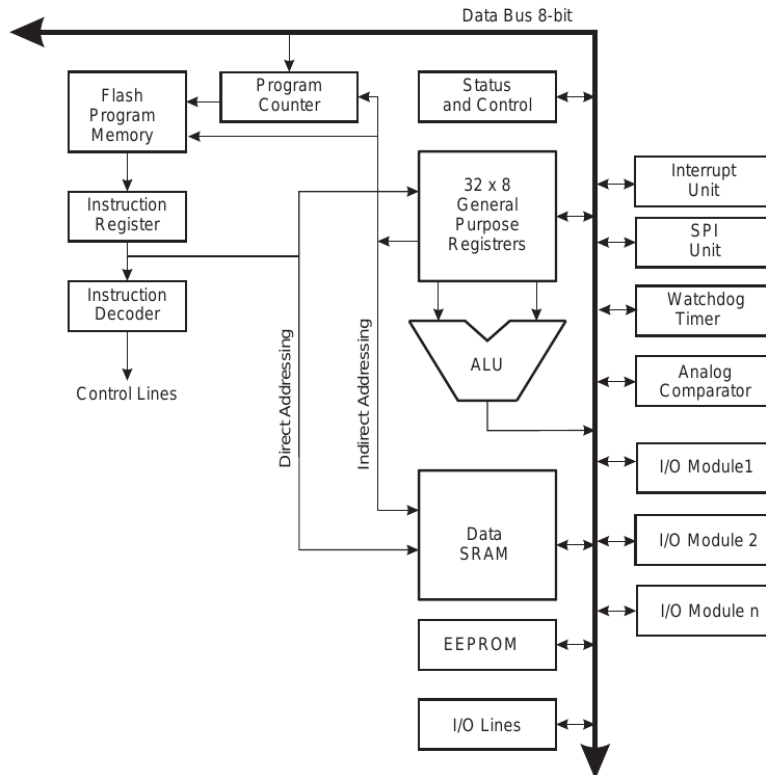 Data Bus 8-bit
Flash
Program
Memory
Program
Counter
Status
and Control
32 x 8
General
Purpose
Registrers
Interrupt
Unit
Instruction
Register
SPI
Unit
Instruction
Decoder
Watchdog
Timer
ALU
Analog
Comparator
Control Lines
Direct Addressing
Indirect Addressing
I/O Module1
Data
SRAM
I/O Module 2
I/O Module n
EEPROM
I/O Lines